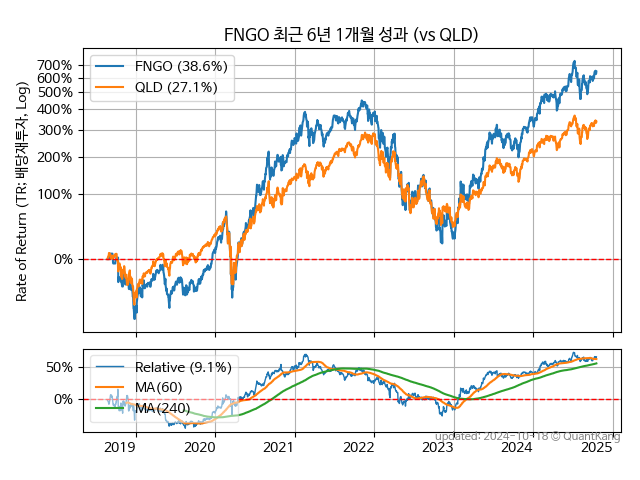 FNGO 최근 6년 1개월 성과 (vs QLD)
Rate of Return (TR: 배당재투자, Log)
700%
600%
500%
400%
300%
200%
100%
0%
FNGO (38.6%)
QLD (27.1%)
50%
0%
Relative (9.1%)
MA(60)
MA(240)
updated: 2024-10-18 © QuantKang
2019 2020 2021 2022 2023 2024 2025